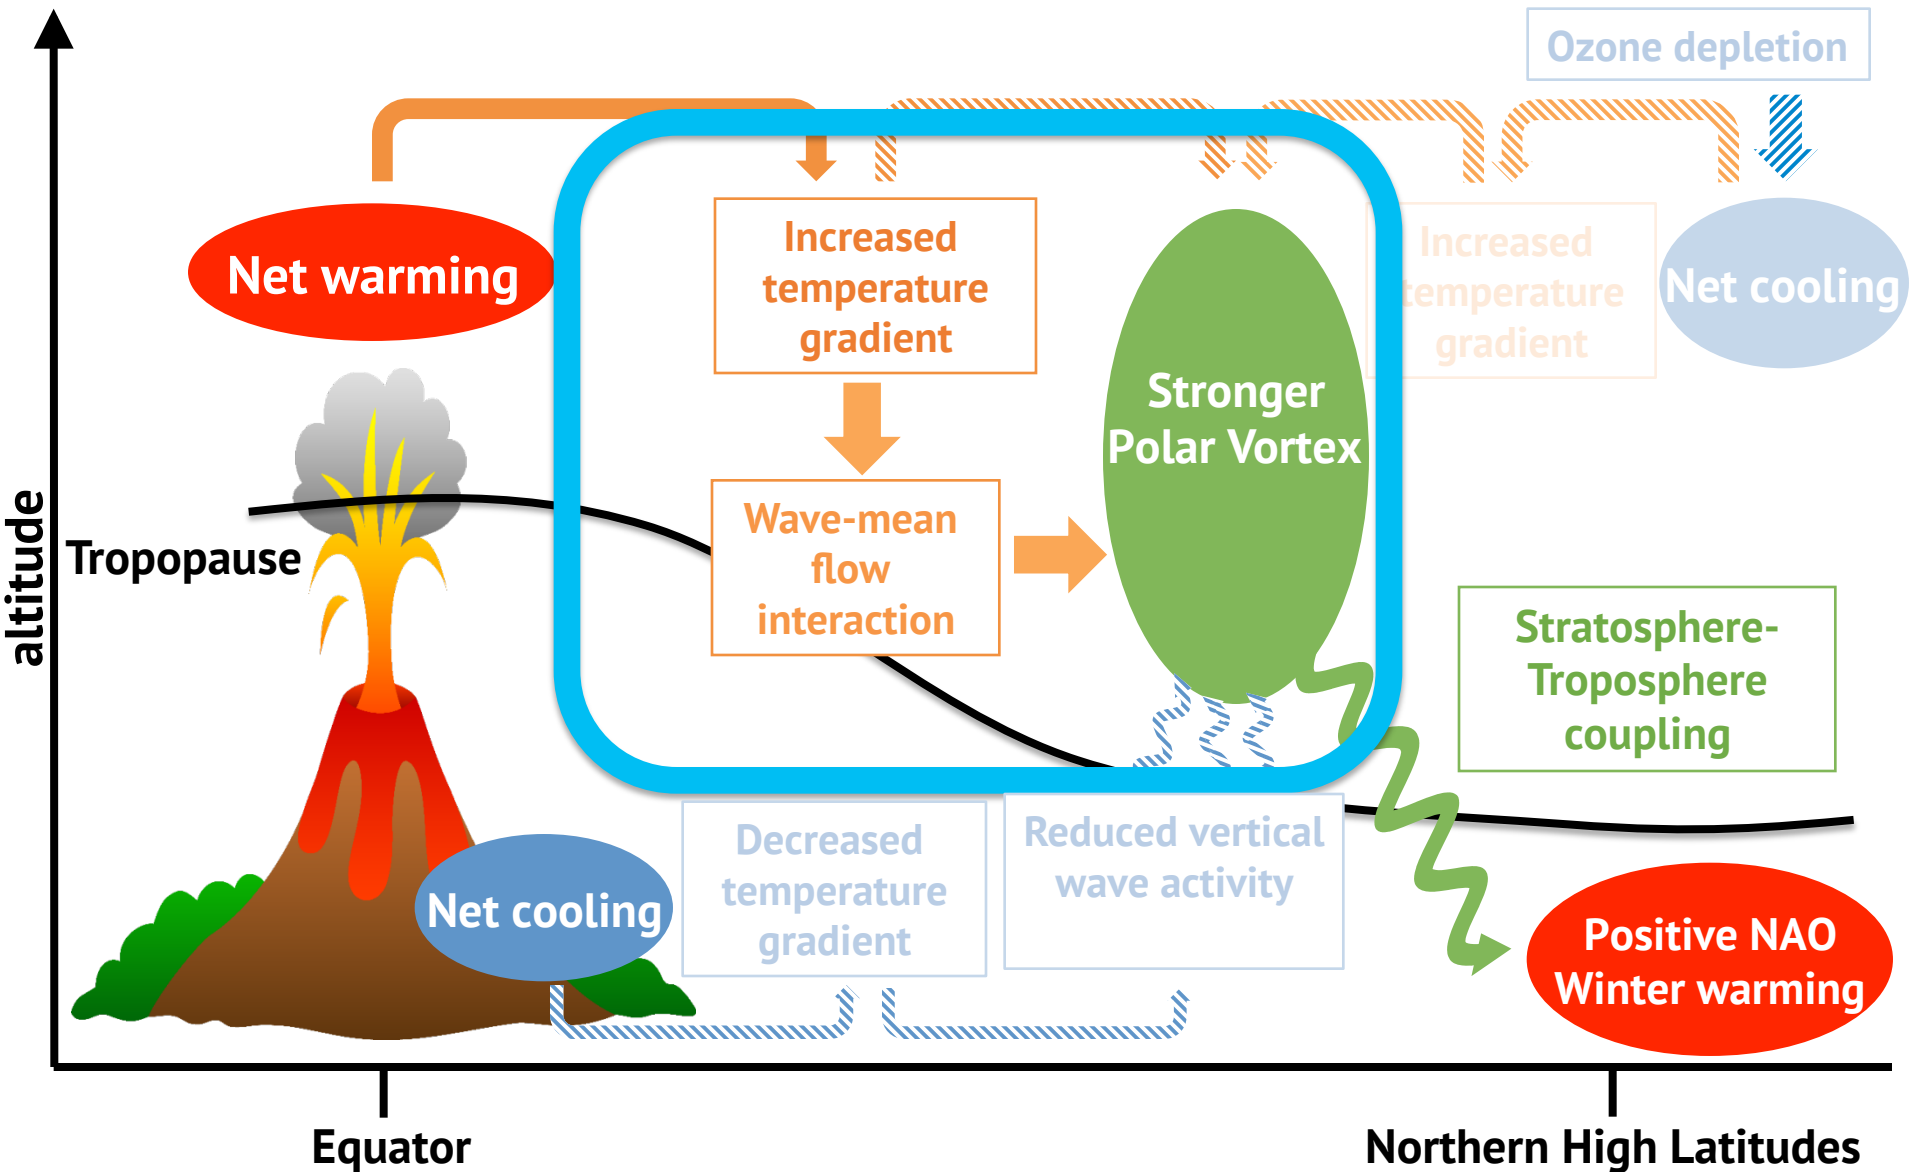 Ozone depletion
Net warming
Increased
temperature
gradient
Stronger
Polar Vortex
Increased
temperature
gradient
Net cooling
altitude
Tropopause
Wave-mean
flow
interaction
Stratosphere-
Troposphere
coupling
Net cooling
Decreased
temperature
gradient
Reduced vertical
wave activity
Positive NAO
Winter warming
Equator
Northern High Latitudes